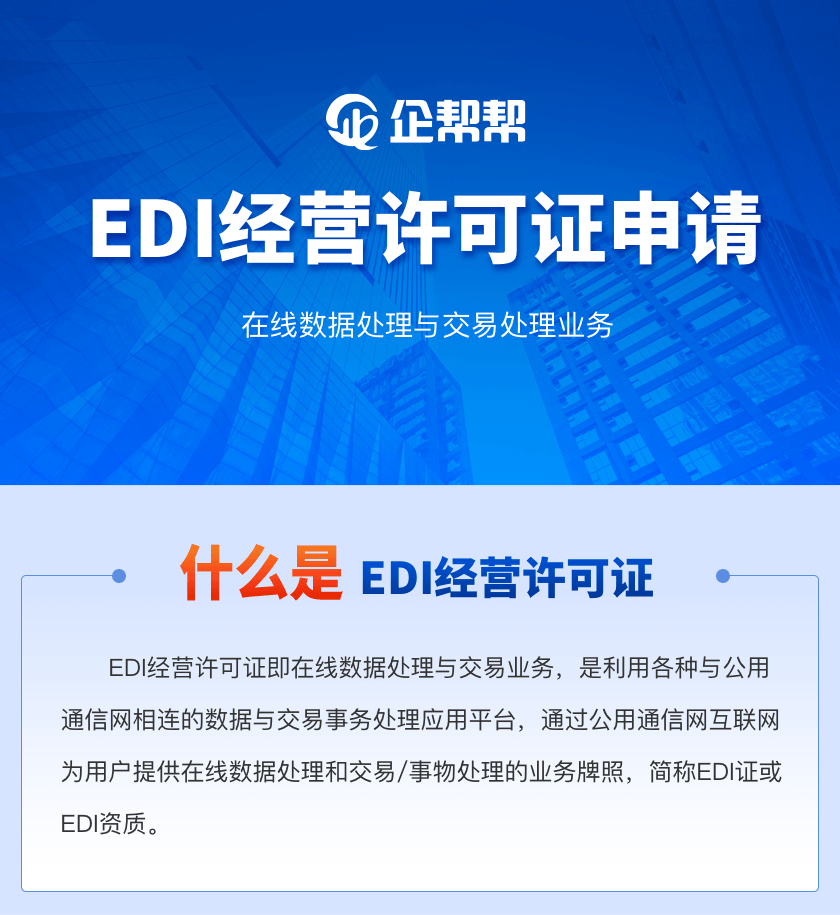 企帮帮
EDI经营许可证申请
在线数据处理与交易处理业务
什么是 EDI经营许可证
EDI经营许可证即在线数据处理与交易业务，是利用各种与公用
通信网相连的数据与交易事务处理应用平台，通过公用通信网互联网
为用户提供在线数据处理和交易/事物处理的业务牌照，简称EDI证或
EDI资质。